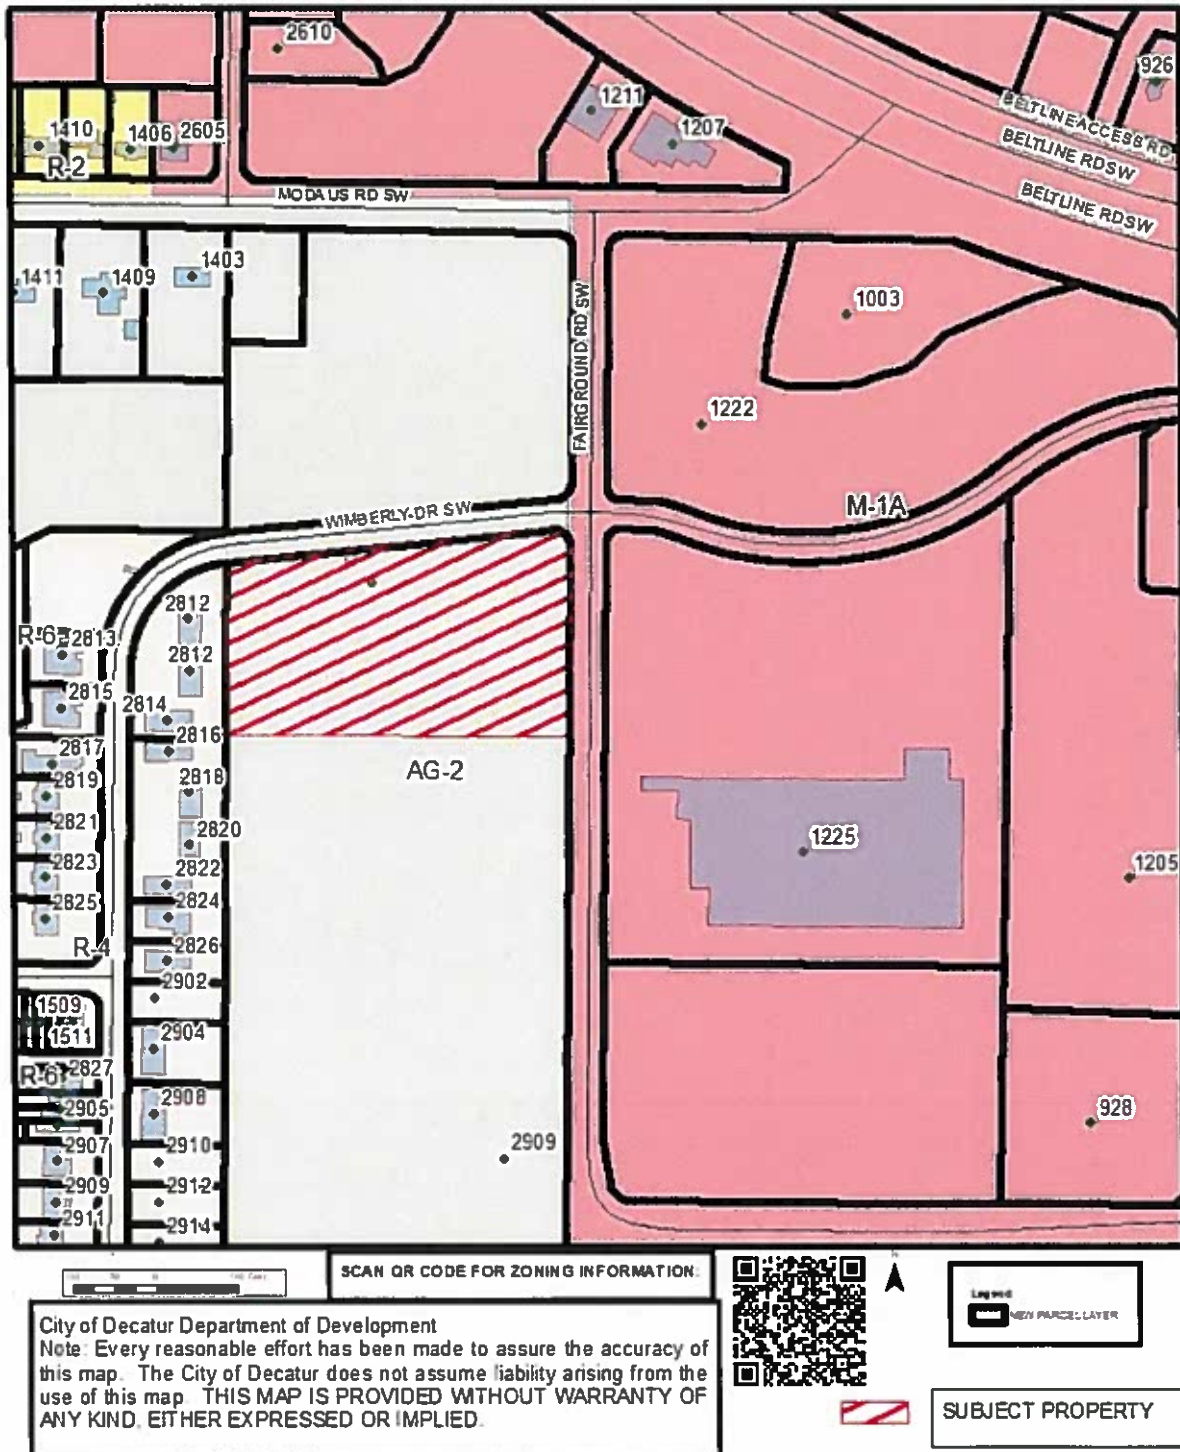 2610
926
1211
1207
BELTLINE ACCESS RD
BELTLINE RD SW
BELTLINE RD SW
1410
1406
2605
R-2
MODAUS RD SW
1411
1409
1403
FAIRGROUND RD SW
1003
1222
M-1A
WIMBERLY DR SW
2812
R-6
2813
2812
2815
2814
2816
2817
AG-2
2819
2818
2821
2820
1225
2823
2822
1205
2825
2824
R-4
2826
2902
1509
1511
2904
R-6
2827
2905
2908
928
2907
2910
2909
2909
2912
2911
2914
SCAN QR CODE FOR ZONING INFORMATION:
Legend
NEW PARCEL LAYER
City of Decatur Department of Development
Note: Every reasonable effort has been made to assure the accuracy of
this map. The City of Decatur does not assume liability arising from the
use of this map. THIS MAP IS PROVIDED WITHOUT WARRANTY OF
ANY KIND, EITHER EXPRESSED OR IMPLIED.
SUBJECT PROPERTY